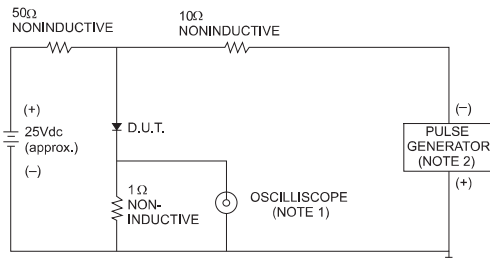 50Ω
NONINDUCTIVE
10Ω
NONINDUCTIVE
(+)
25Vdc
(approx.)
(–)
D.U.T.
1Ω
NON-
INDUCTIVE
OSCILLISCOPE
(NOTE 1)
(–)
PULSE
GENERATOR
(NOTE 2)
(+)